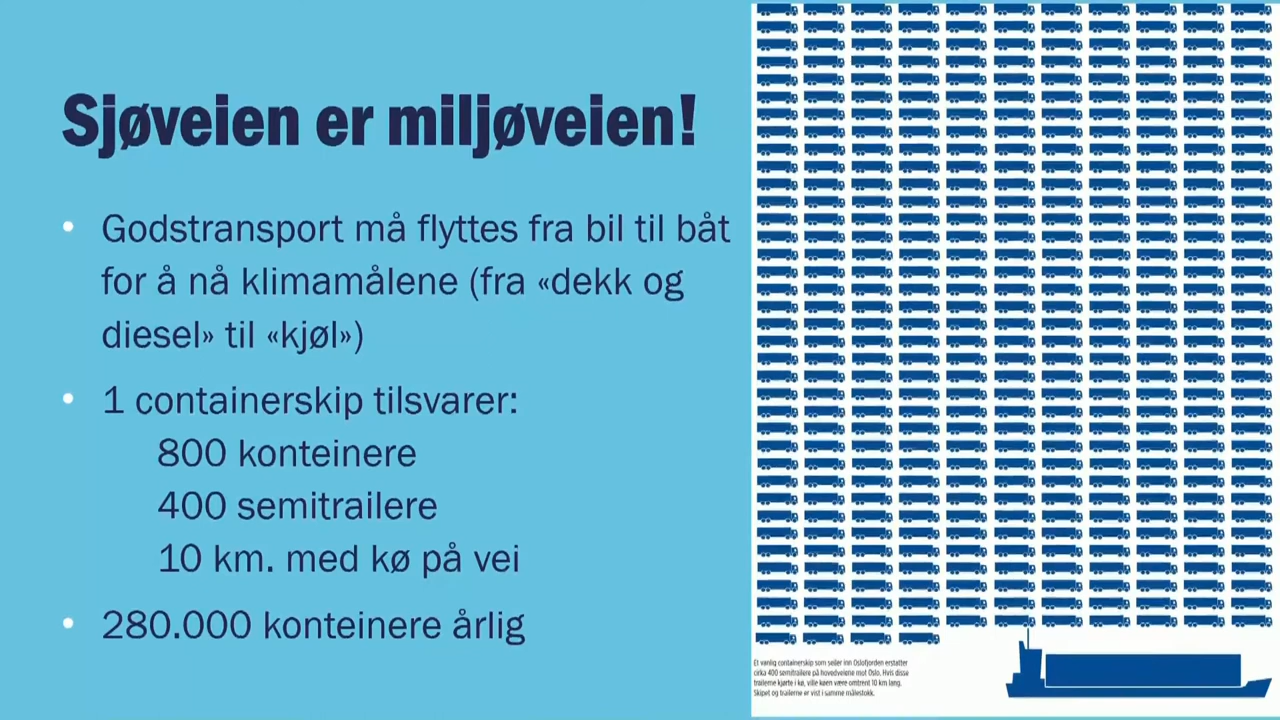 Sjøveien er miljøveien!
• Godstransport må flyttes fra bil til båt
for å nå klimamålene (fra «dekk og
diesel» til «kjøl»)
• 1 containerskip tilsvarer:
800 konteinere
400 semitrailere
10 km. med kø på vei
• 280.000 konteinere årlig
Et vanlig containerskip som seiler inn Oslofjorden erstatter
cirka 400 semitrailere på hovedveiene mot Oslo. Hvis disse
trailerne kjørte i kø, ville køen være omtrent 10 km lang.
Skipet og trailerne er vist i samme målestokk.